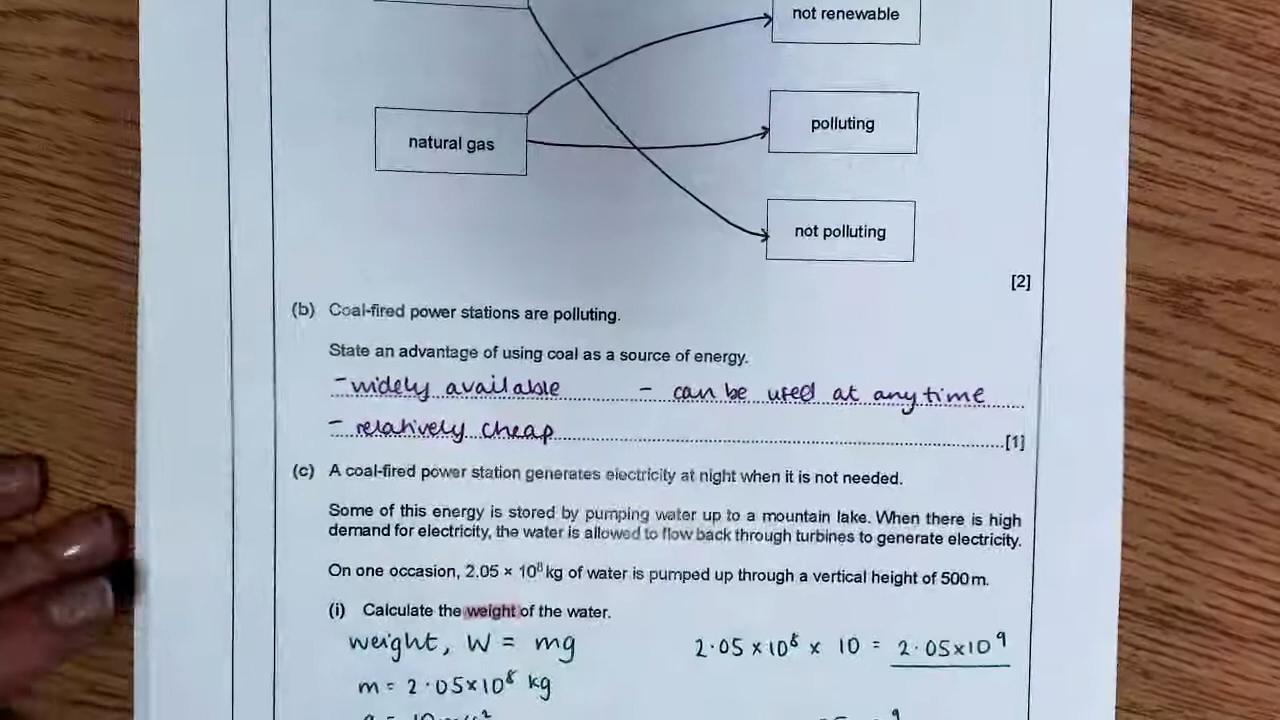 not renewable
natural gas
polluting
not polluting
[2]
(b) Coal-fired power stations are polluting.
State an advantage of using coal as a source of energy.
- widely available - can be used at any time
- relatively cheap [1]
(c) A coal-fired power station generates electricity at night when it is not needed.
Some of this energy is stored by pumping water up to a mountain lake. When there is high
demand for electricity, the water is allowed to flow back through turbines to generate electricity.
On one occasion, 2.05 × 10⁸ kg of water is pumped up through a vertical height of 500 m.
(i) Calculate the weight of the water.
weight, W = mg 2.05 × 10⁸ × 10 = 2.05×10⁹
m = 2.05×10⁸ kg